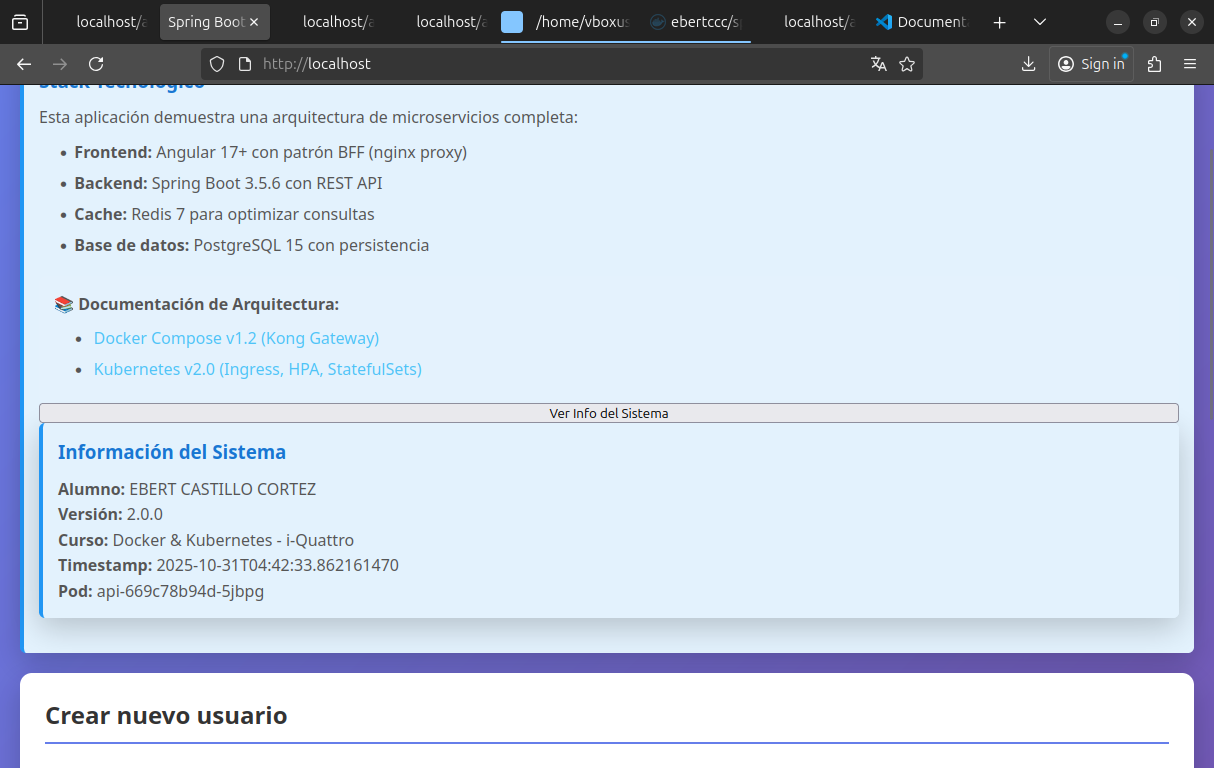 localhost/a
Spring Boot
localhost/a
localhost/a
/home/vboxus
ebertccc/s
localhost/a
Document
http://localhost
Sign in
Stack Tecnológico
Esta aplicación demuestra una arquitectura de microservicios completa:
• Frontend: Angular 17+ con patrón BFF (nginx proxy)
• Backend: Spring Boot 3.5.6 con REST API
• Cache: Redis 7 para optimizar consultas
• Base de datos: PostgreSQL 15 con persistencia
📚 Documentación de Arquitectura:
• Docker Compose v1.2 (Kong Gateway)
• Kubernetes v2.0 (Ingress, HPA, StatefulSets)
Ver Info del Sistema
Información del Sistema
Alumno: EBERT CASTILLO CORTEZ
Versión: 2.0.0
Curso: Docker & Kubernetes - i-Quattro
Timestamp: 2025-10-31T04:42:33.862161470
Pod: api-669c78b94d-5jbpg
Crear nuevo usuario